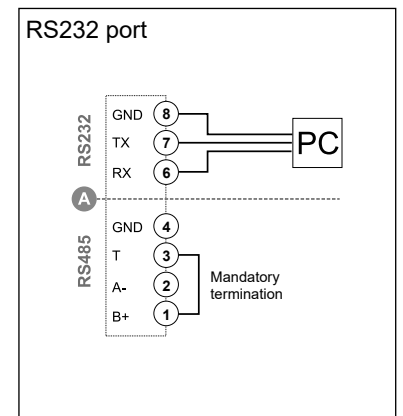 RS232 port
RS232
GND 8
TX 7
RX 6
PC
A
RS485
GND 4
T 3
A- 2
B+ 1
Mandatory
termination